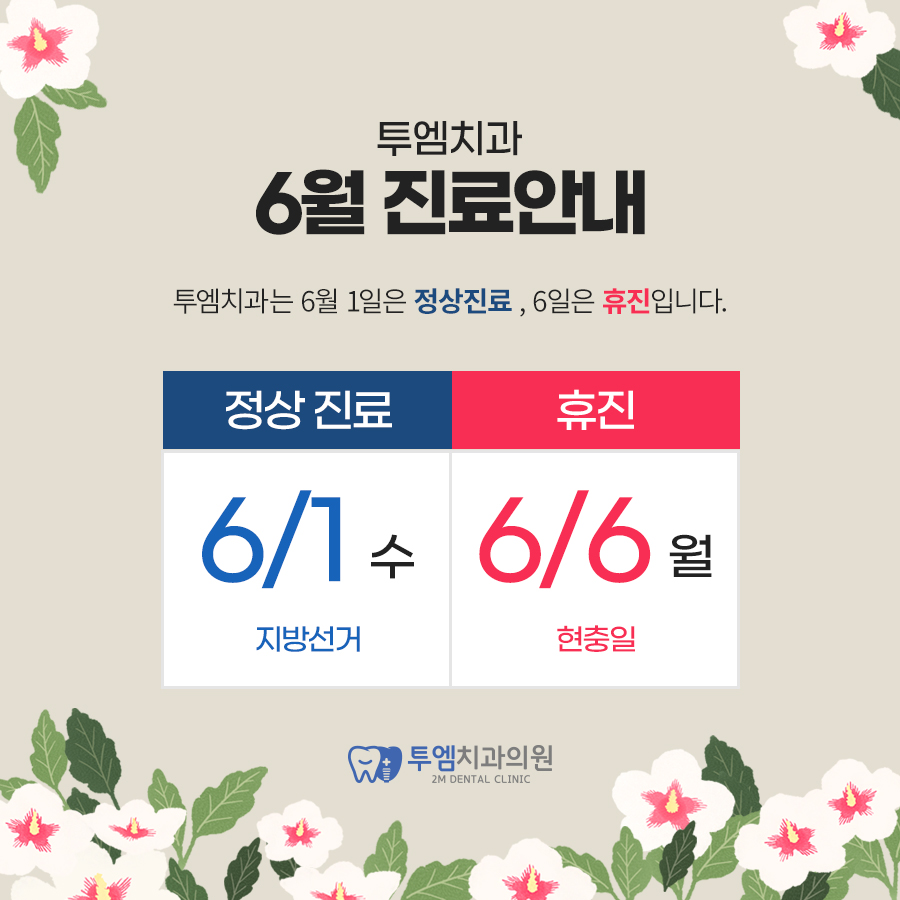 투엠치과
6월 진료안내
투엠치과는 6월 1일은 정상진료 , 6일은 휴진입니다.
정상 진료
휴진
6/1 수
6/6 월
지방선거
현충일
투엠치과의원
2M DENTAL CLINIC